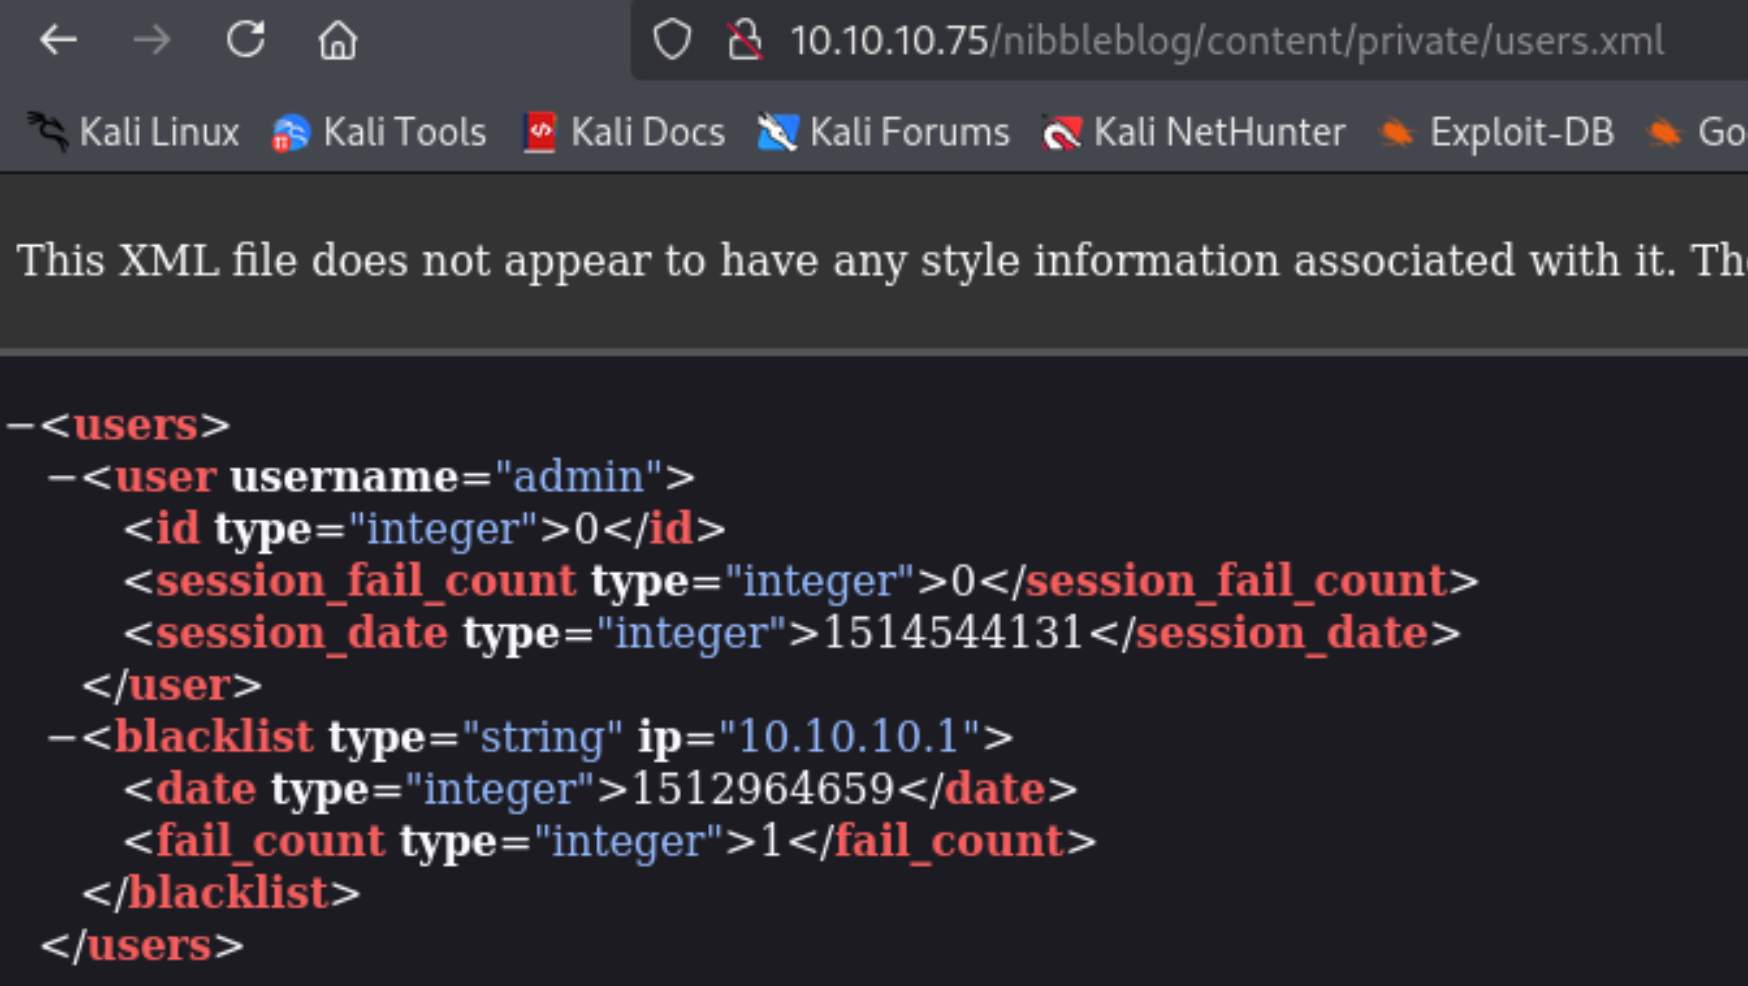 10.10.10.75/nibbleblog/content/private/users.xml
Kali Linux Kali Tools Kali Docs Kali Forums Kali NetHunter Exploit-DB Go
This XML file does not appear to have any style information associated with it. The
−<users>
−<user username="admin">
<id type="integer">0</id>
<session_fail_count type="integer">0</session_fail_count>
<session_date type="integer">1514544131</session_date>
</user>
−<blacklist type="string" ip="10.10.10.1">
<date type="integer">1512964659</date>
<fail_count type="integer">1</fail_count>
</blacklist>
</users>